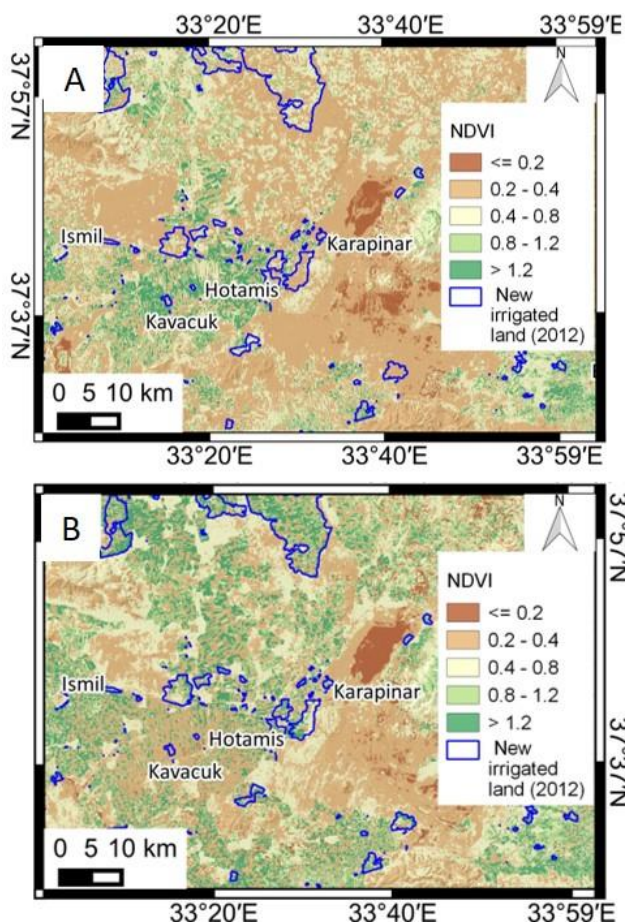 33°20'E 33°40'E 33°59'E
A
N
37°57'N
NDVI
<= 0.2
0.2 - 0.4
0.4 - 0.8
0.8 - 1.2
> 1.2
New
irrigated
land (2012)
Ismil
Karapinar
Hotamis
Kavacuk
37°37'N
0 5 10 km
33°20'E 33°40'E 33°59'E
B
N
37°57'N
NDVI
<= 0.2
0.2 - 0.4
0.4 - 0.8
0.8 - 1.2
> 1.2
New
irrigated
land (2012)
Ismil
Karapinar
Hotamis
Kavacuk
37°37'N
0 5 10 km
33°20'E 33°40'E 33°59'E